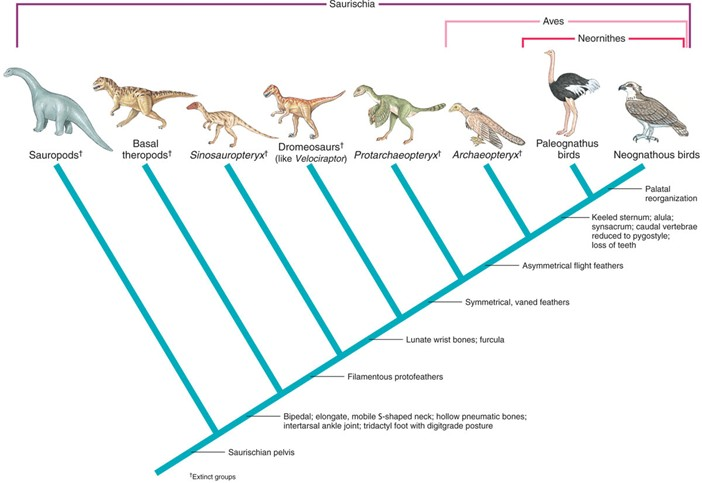 Saurischia
Aves
Neornithes
Sauropods†
Basal
theropods†
Sinosauropteryx†
Dromeosaurs†
(like Velociraptor)
Protarchaeopteryx†
Archaeopteryx†
Paleognathus
birds
Neognathous birds
Palatal
reorganization
Keeled sternum; alula;
synsacrum; caudal vertebrae
reduced to pygostyle;
loss of teeth
Asymmetrical flight feathers
Symmetrical, vaned feathers
Lunate wrist bones; furcula
Filamentous protofeathers
Bipedal; elongate, mobile S-shaped neck; hollow pneumatic bones;
intertarsal ankle joint; tridactyl foot with digitgrade posture
Saurischian pelvis
†Extinct groups